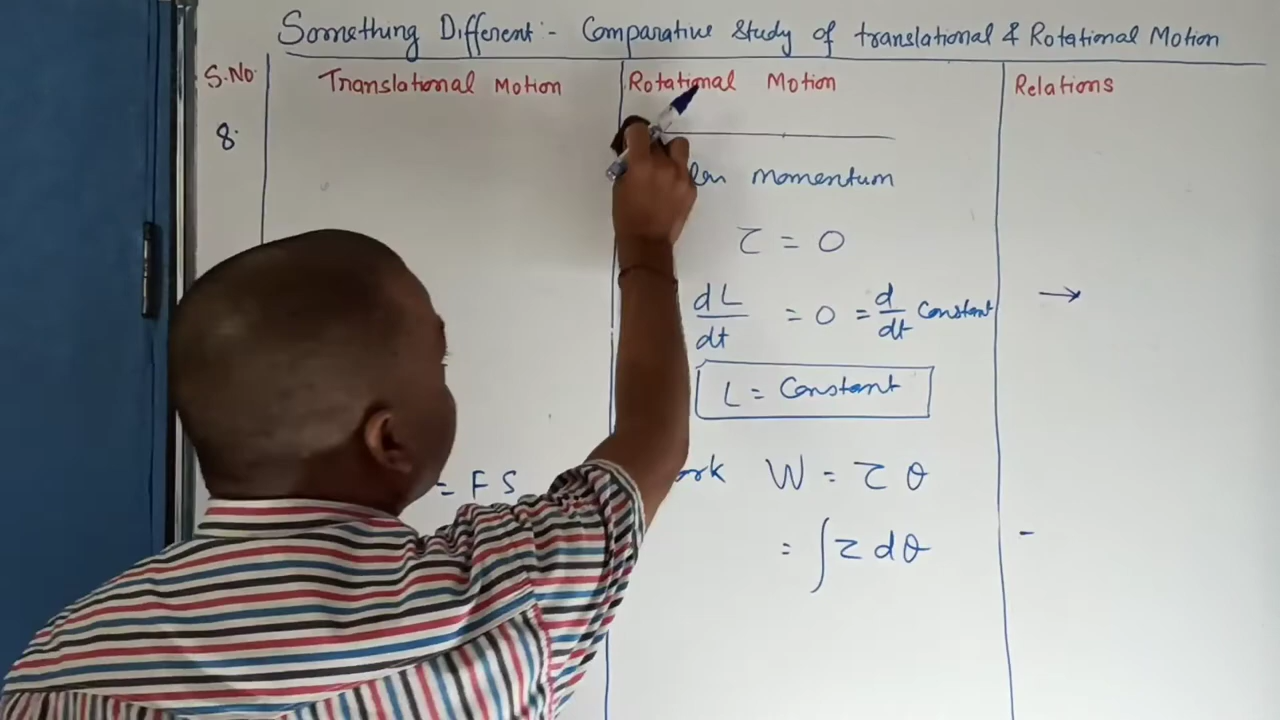 Something Different :- Comparative Study of translational & Rotational Motion
S.No. Translational Motion Rotational Motion Relations
8.
momentum
τ = 0
→
dL/dt = 0 = d/dt Constant
L = Constant
= F S
W = τ θ
= ∫ τ dθ
-